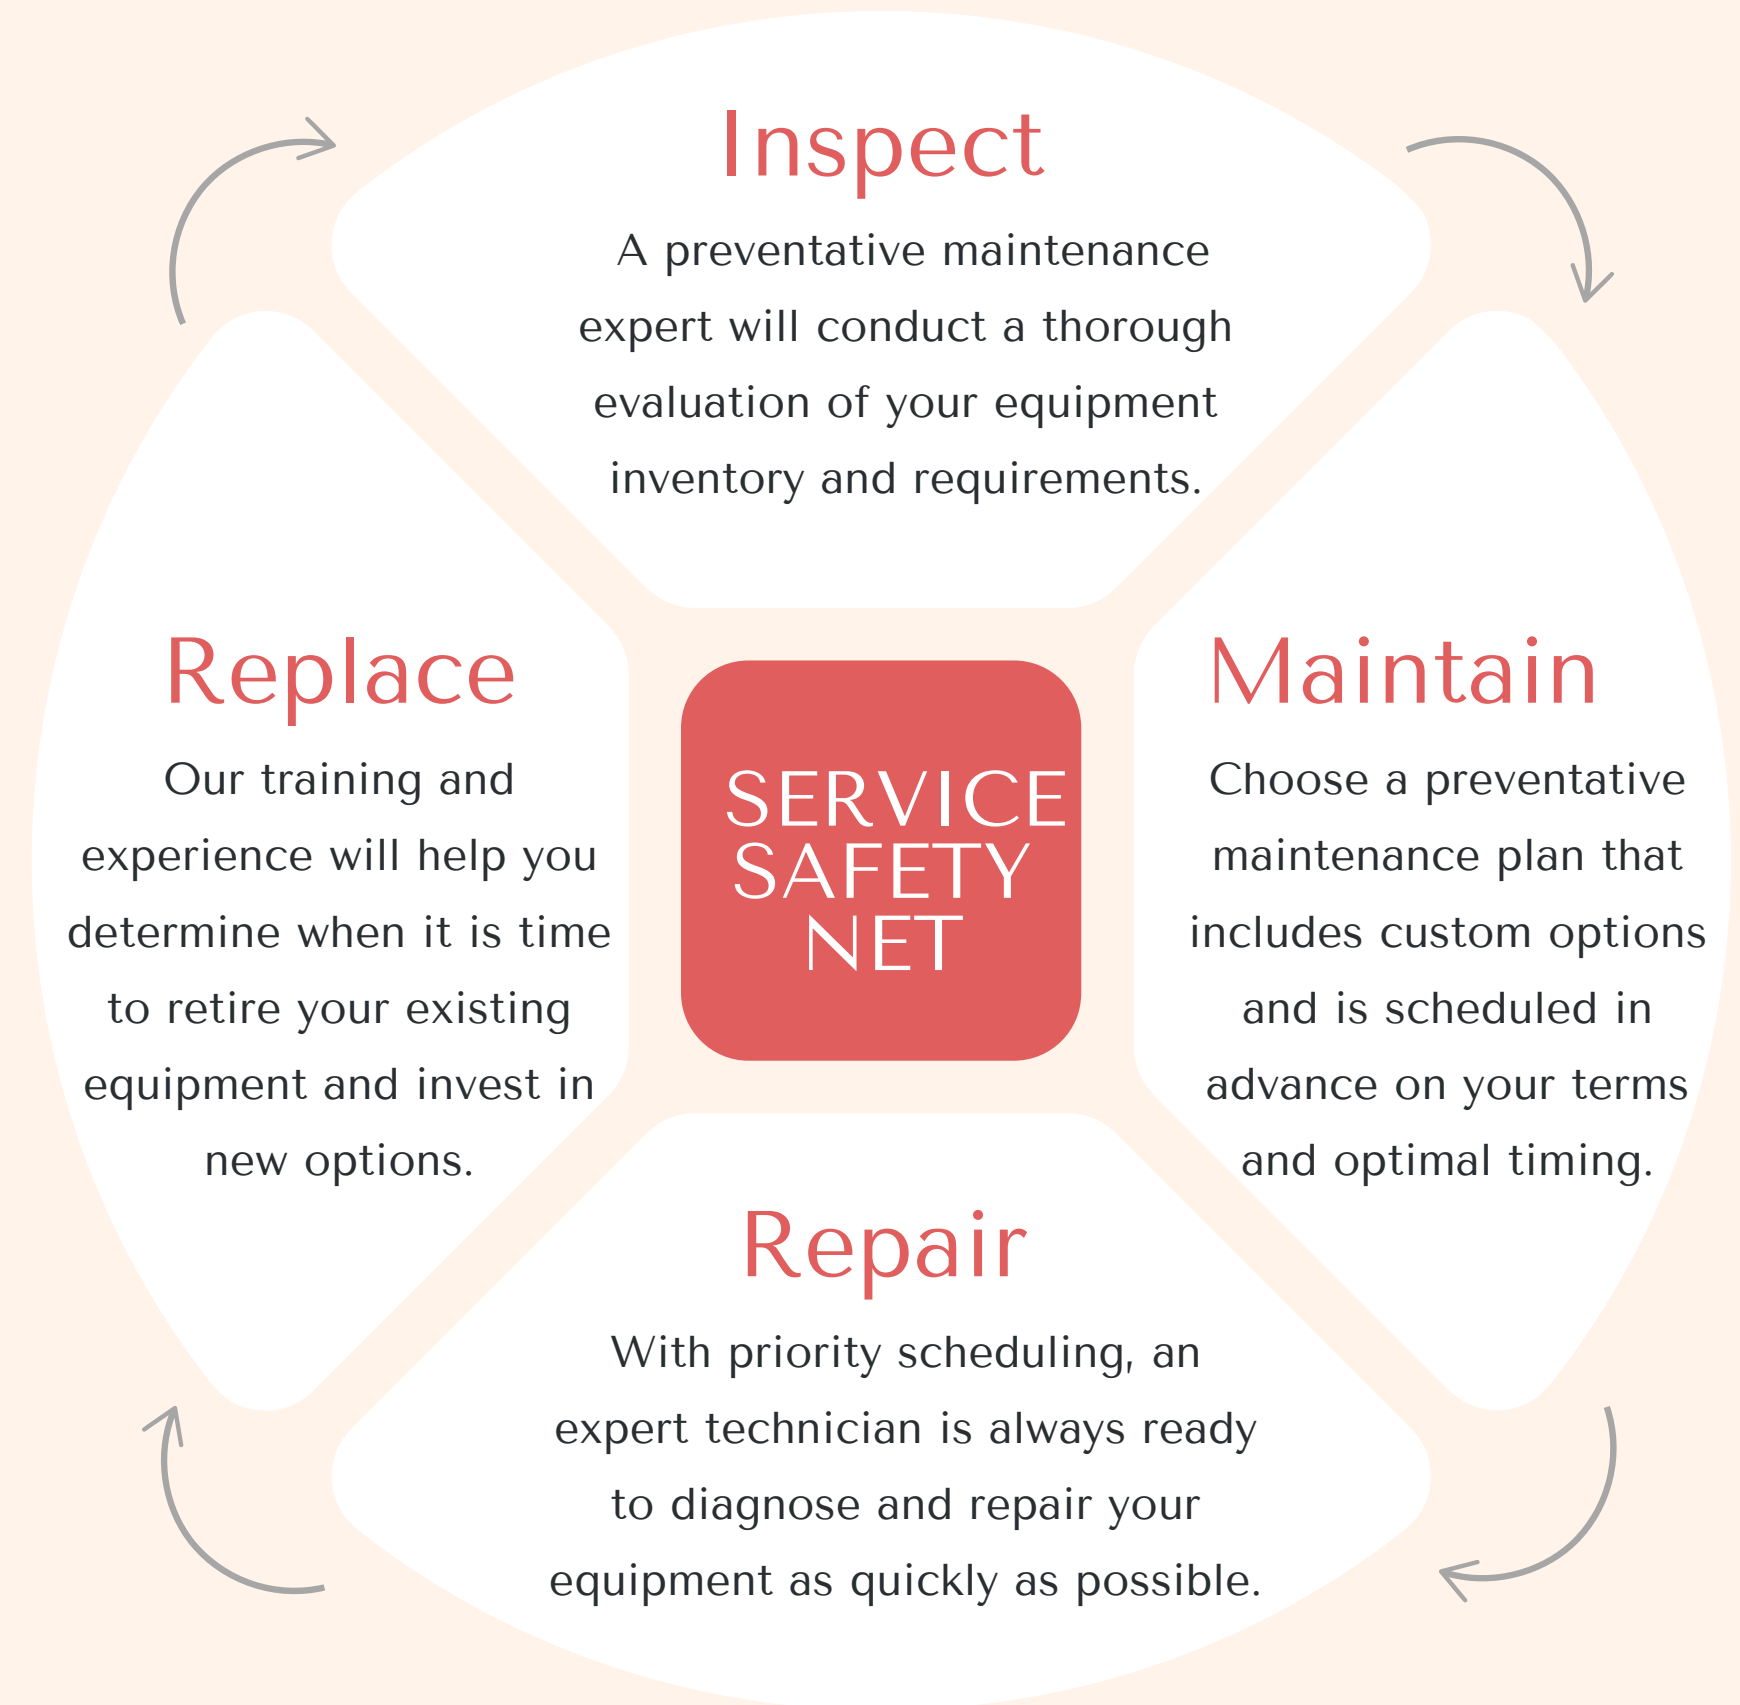 Inspect
A preventative maintenance
expert will conduct a thorough
evaluation of your equipment
inventory and requirements.
Replace
Our training and
experience will help you
determine when it is time
to retire your existing
equipment and invest in
new options.
SERVICE
SAFETY
NET
Maintain
Choose a preventative
maintenance plan that
includes custom options
and is scheduled in
advance on your terms
and optimal timing.
Repair
With priority scheduling, an
expert technician is always ready
to diagnose and repair your
equipment as quickly as possible.